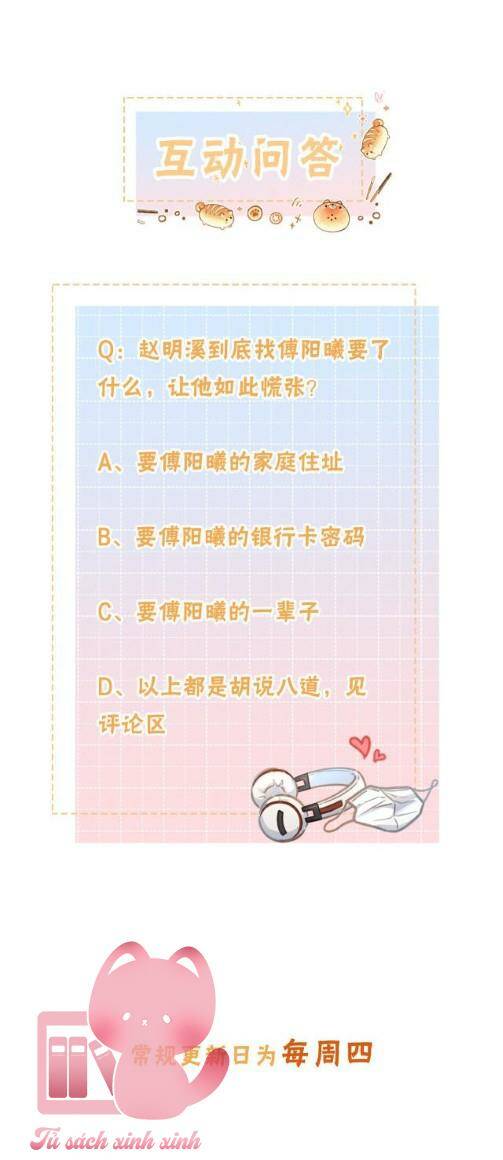 互动问答
Q：赵明溪到底找傅阳曦要了
什么，让他如此慌张？
A、要傅阳曦的家庭住址
B、要傅阳曦的银行卡密码
C、要傅阳曦的一辈子
D、以上都是胡说八道，见
评论区
常规更新日为每周四
Tủ sách xinh xinh